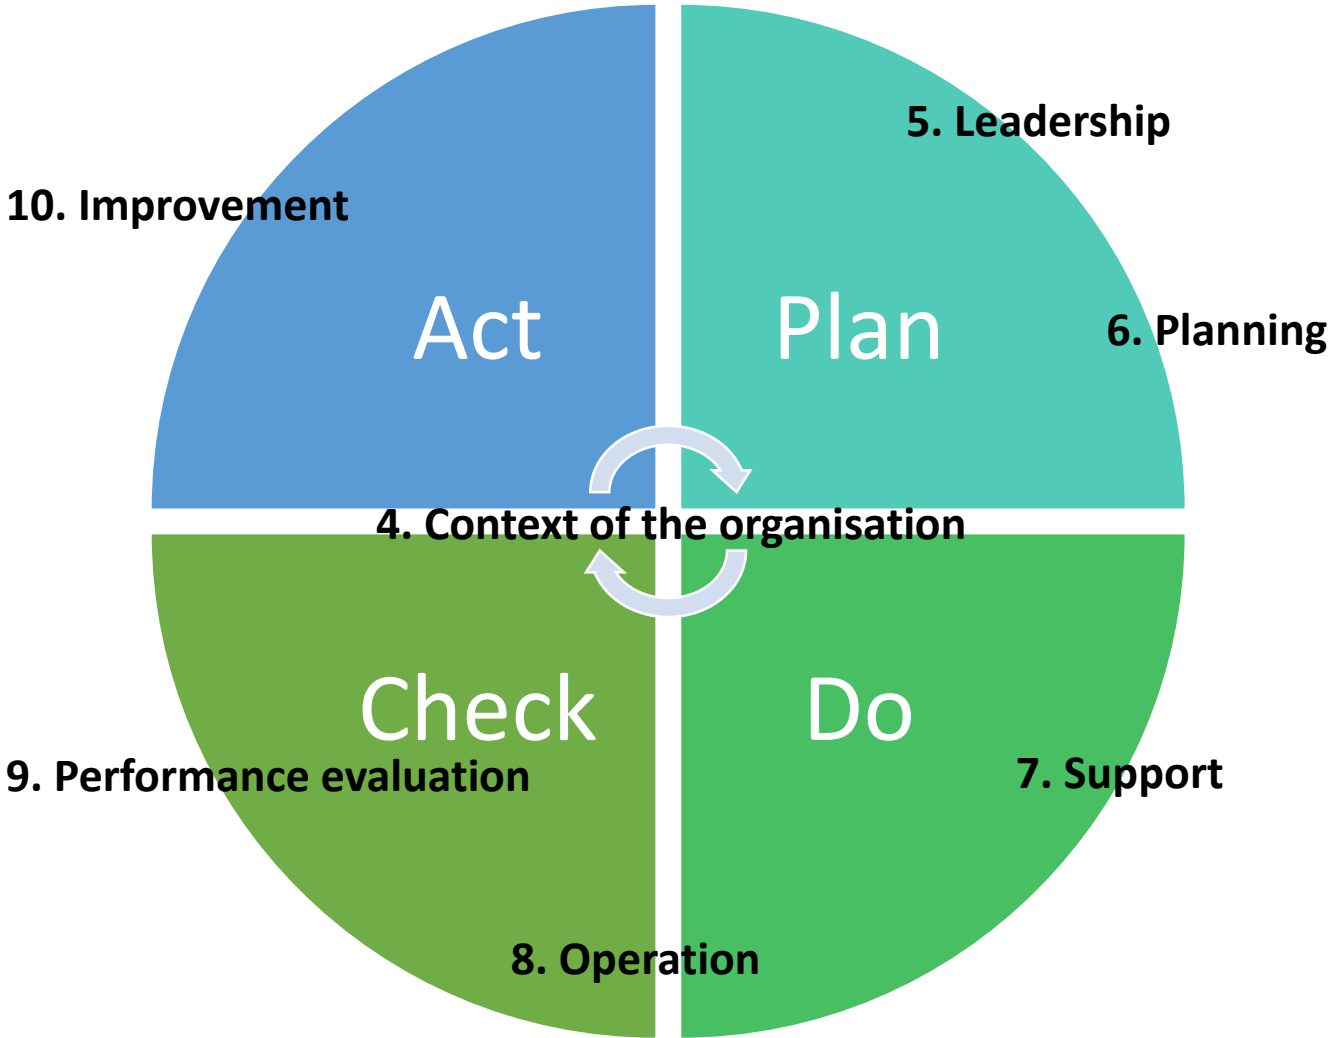 5. Leadership
10. Improvement
Act
Plan
6. Planning
4. Context of the organisation
Check
Do
9. Performance evaluation
7. Support
8. Operation